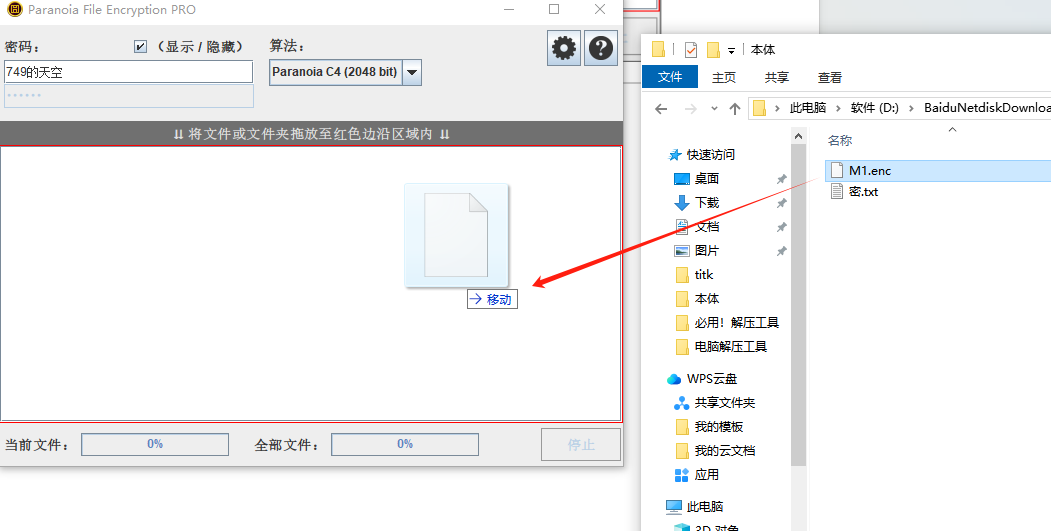 Paranoia File Encryption PRO
密码：
（显示 / 隐藏）
算法：
749的天空
Paranoia C4 (2048 bit)
⇊ 将文件或文件夹拖放至红色边沿区域内 ⇊
移动
当前文件：
0%
全部文件：
0%
停止
本体
文件
主页
共享
查看
此电脑
软件 (D:)
BaiduNetdiskDownloa
名称
快速访问
桌面
下载
文档
图片
titk
本体
必用！解压工具
电脑解压工具
WPS云盘
共享文件夹
我的模板
我的云文档
应用
此电脑
3D 对象
M1.enc
密.txt